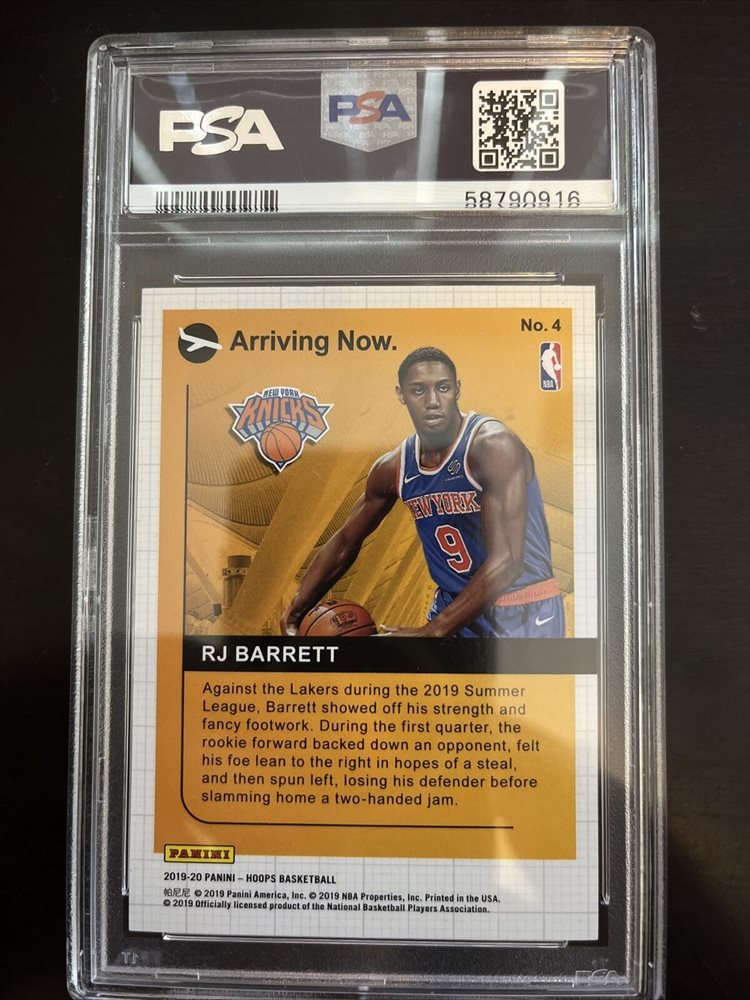 PSA
PSA
58790916
No. 4
Arriving Now.
NBA
NEW YORK
KNICKS
NEW YORK
9
RJ BARRETT
Against the Lakers during the 2019 Summer
League, Barrett showed off his strength and
fancy footwork. During the first quarter, the
rookie forward backed down an opponent, felt
his foe lean to the right in hopes of a steal,
and then spun left, losing his defender before
slamming home a two-handed jam.
PANINI
2019-20 PANINI – HOOPS BASKETBALL
帕尼尼 © 2019 Panini America, Inc. © 2019 NBA Properties, Inc. Printed in the USA.
© 2019 Officially licensed product of the National Basketball Players Association.
PSA